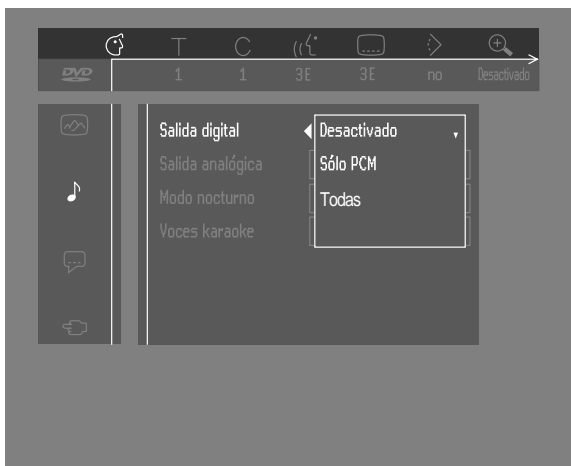 T C
DVD 1 1 3E 3E no Desactivado
Salida digital Desactivado
Salida analógica Sólo PCM
Modo nocturno Todas
Voces karaoke